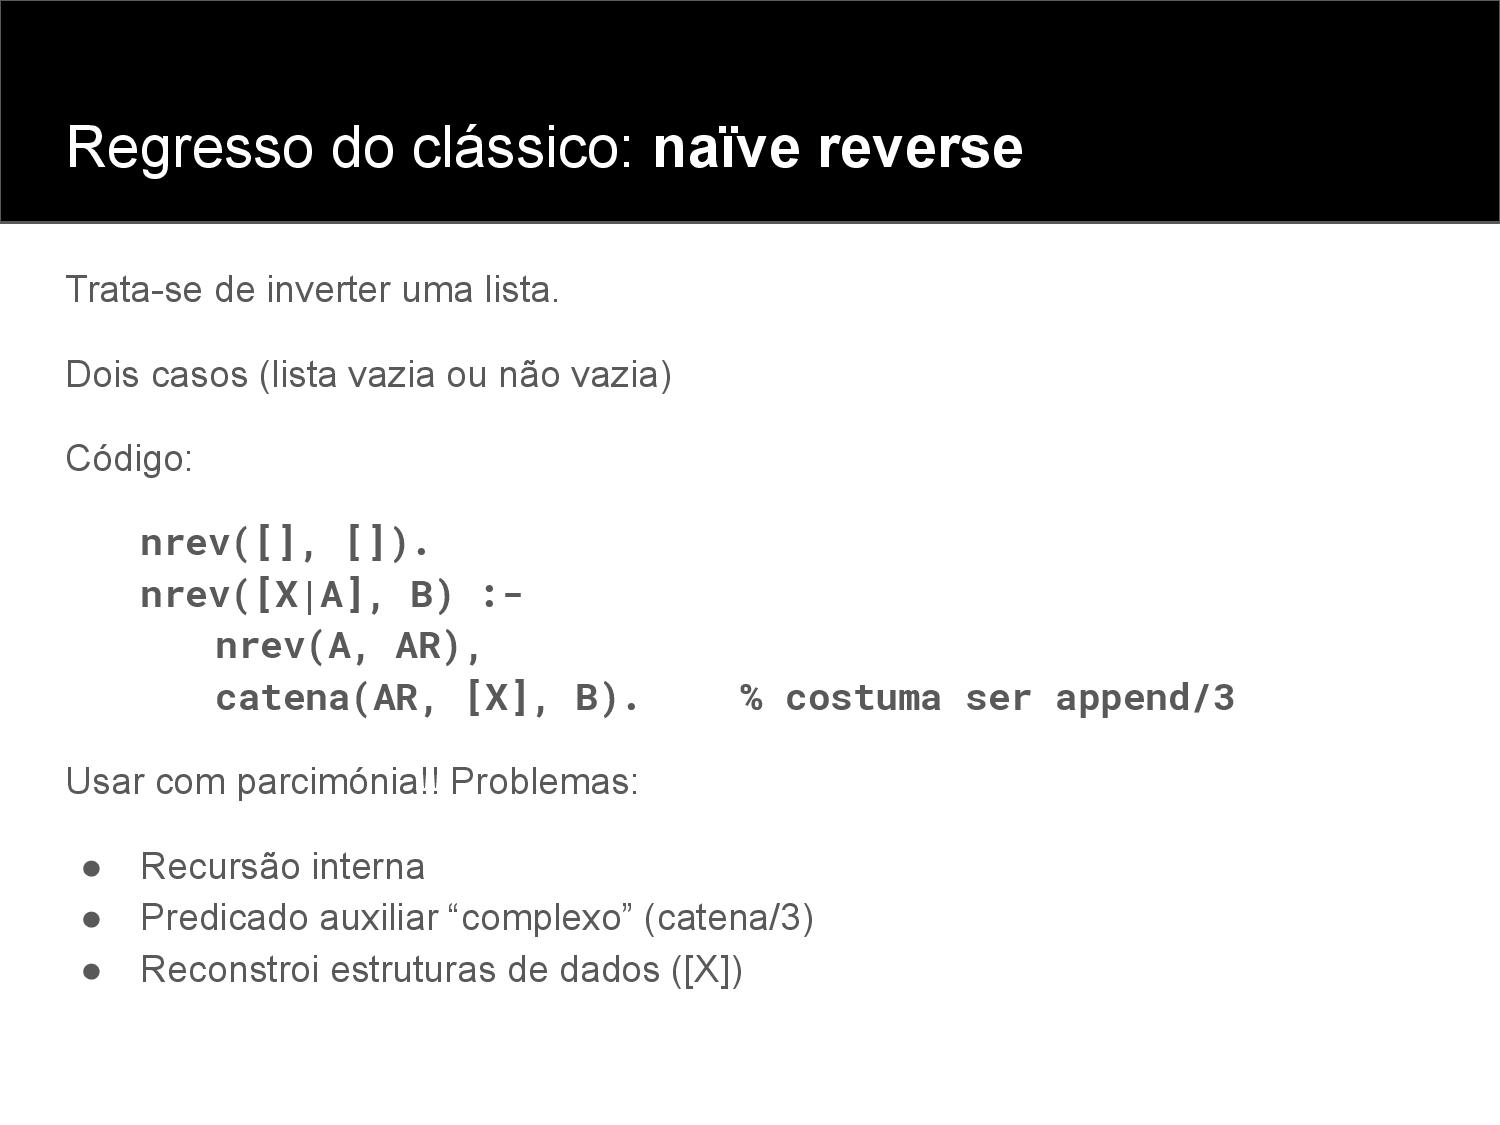 Regresso do clássico: naïve reverse
Trata-se de inverter uma lista.
Dois casos (lista vazia ou não vazia)
Código:
nrev([], []).
nrev([X|A], B) :-
nrev(A, AR),
catena(AR, [X], B).    % costuma ser append/3
Usar com parcimónia!! Problemas:
● Recursão interna
● Predicado auxiliar “complexo” (catena/3)
● Reconstroi estruturas de dados ([X])